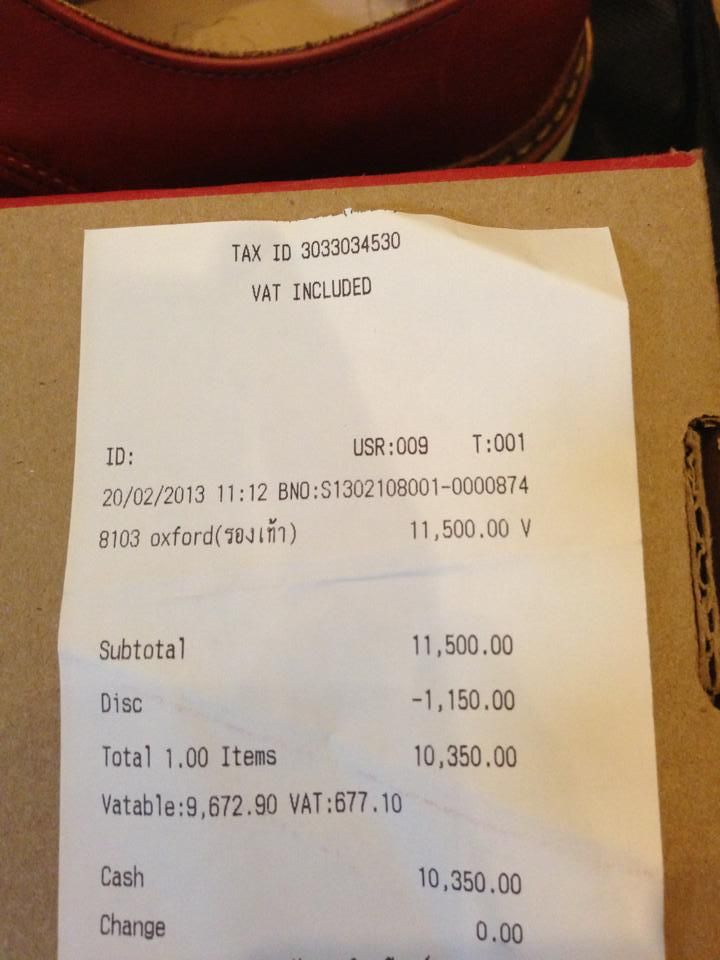 TAX ID 3033034530
VAT INCLUDED
ID: USR:009 T:001
20/02/2013 11:12 BNO:S1302108001-0000874
8103 oxford(รองเท้า) 11,500.00 V
Subtotal 11,500.00
Disc -1,150.00
Total 1.00 Items 10,350.00
Vatable:9,672.90 VAT:677.10
Cash 10,350.00
Change 0.00